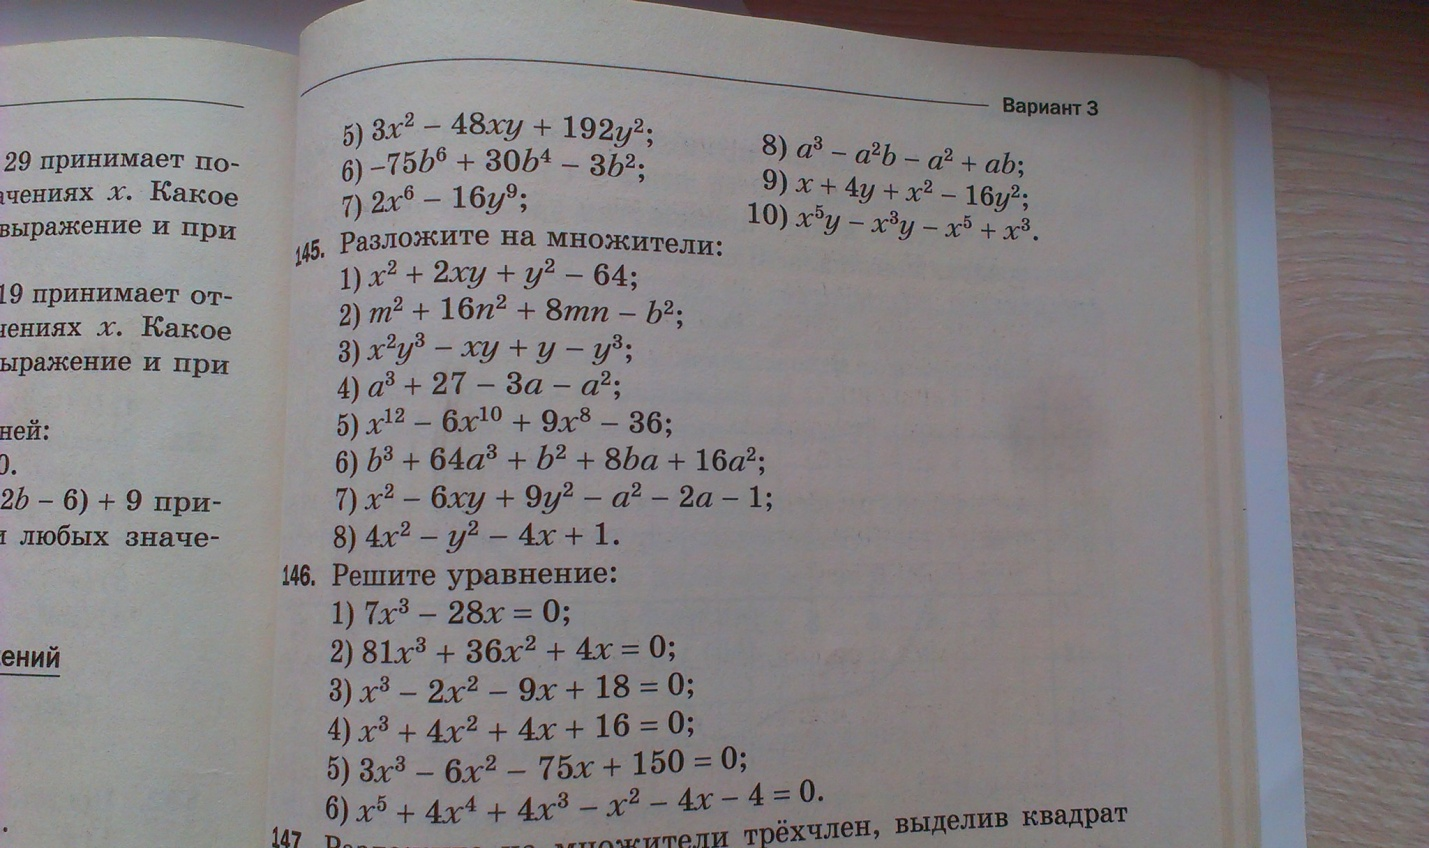 29 принимает по-
x. Какое
выражение и при
19 принимает от-
x. Какое
и при
ней:
0.
2b – 6) + 9 при-
любых значе-
ений
Вариант 3
5) 3x² – 48xy + 192y²;
6) –75b⁶ + 30b⁴ – 3b²;
7) 2x⁶ – 16y⁹;
8) a³ – a²b – a² + ab;
9) x + 4y + x² – 16y²;
10) x⁵y – x³y – x⁵ + x³.
145. Разложите на множители:
1) x² + 2xy + y² – 64;
2) m² + 16n² + 8mn – b²;
3) x²y³ – xy + y – y³;
4) a³ + 27 – 3a – a²;
5) x¹² – 6x¹⁰ + 9x⁸ – 36;
6) b³ + 64a³ + b² + 8ba + 16a²;
7) x² – 6xy + 9y² – a² – 2a – 1;
8) 4x² – y² – 4x + 1.
146. Решите уравнение:
1) 7x³ – 28x = 0;
2) 81x³ + 36x² + 4x = 0;
3) x³ – 2x² – 9x + 18 = 0;
4) x³ + 4x² + 4x + 16 = 0;
5) 3x³ – 6x² – 75x + 150 = 0;
6) x⁵ + 4x⁴ + 4x³ – x² – 4x – 4 = 0.
147 множители трёхчлен, выделив квадрат